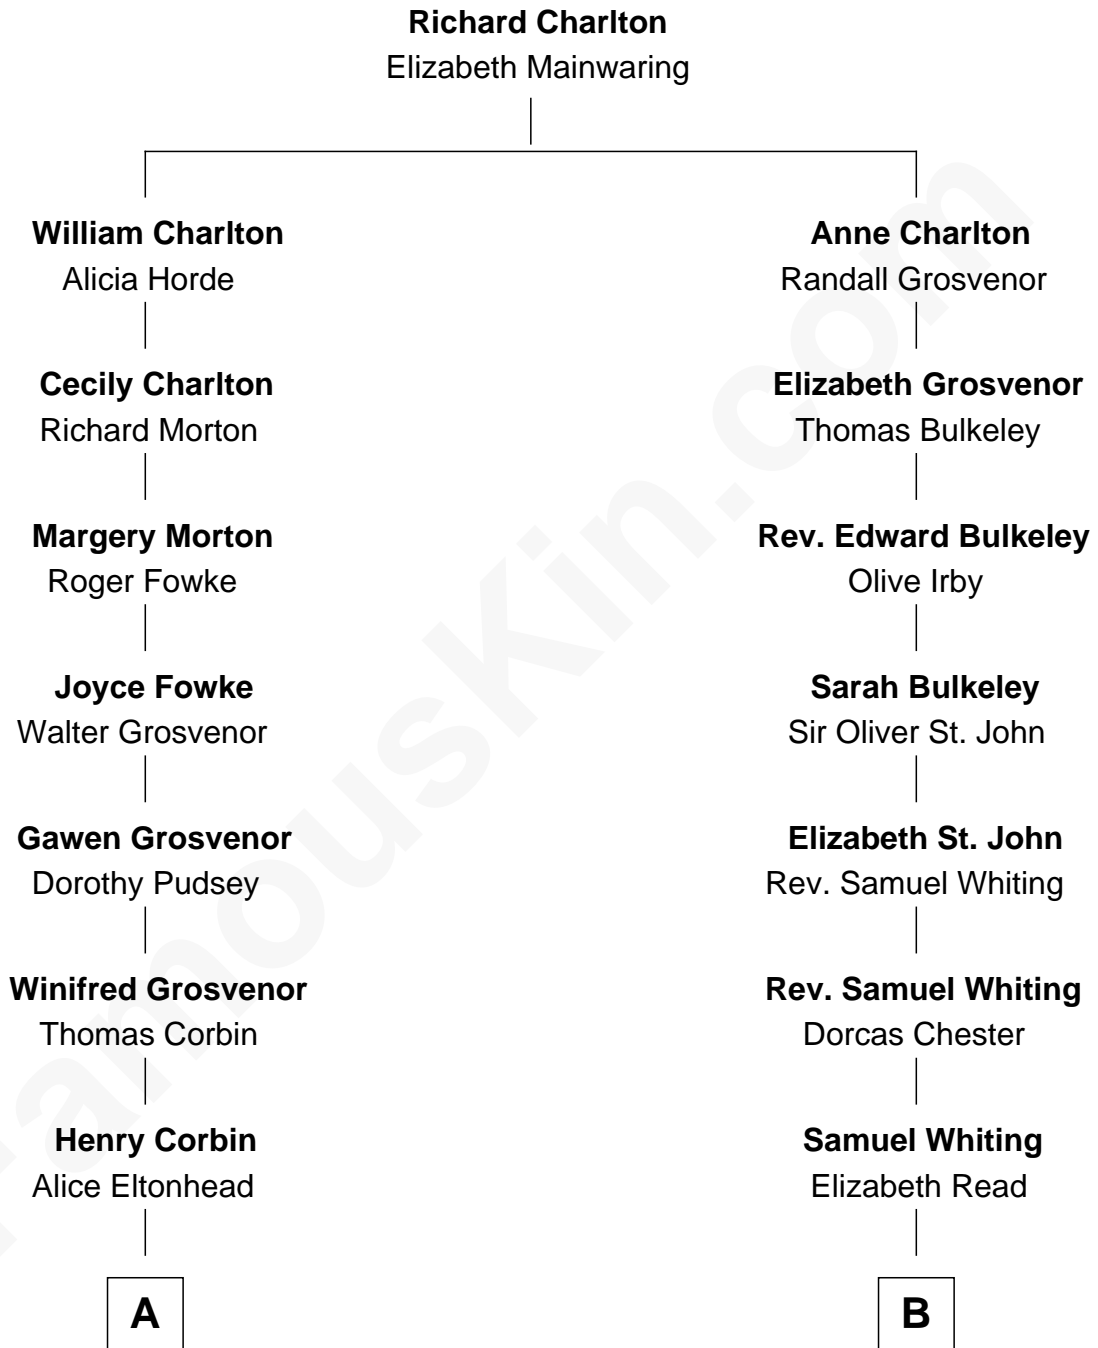 Richard Charlton
Elizabeth Mainwaring
William Charlton
Alicia Horde
Anne Charlton
Randall Grosvenor
Cecily Charlton
Richard Morton
Elizabeth Grosvenor
Thomas Bulkeley
Margery Morton
Roger Fowke
Rev. Edward Bulkeley
Olive Irby
Joyce Fowke
Walter Grosvenor
Sarah Bulkeley
Sir Oliver St. John
Gawen Grosvenor
Dorothy Pudsey
Elizabeth St. John
Rev. Samuel Whiting
Winifred Grosvenor
Thomas Corbin
Rev. Samuel Whiting
Dorcas Chester
Henry Corbin
Alice Eltonhead
Samuel Whiting
Elizabeth Read
A
B
FamousKin.com